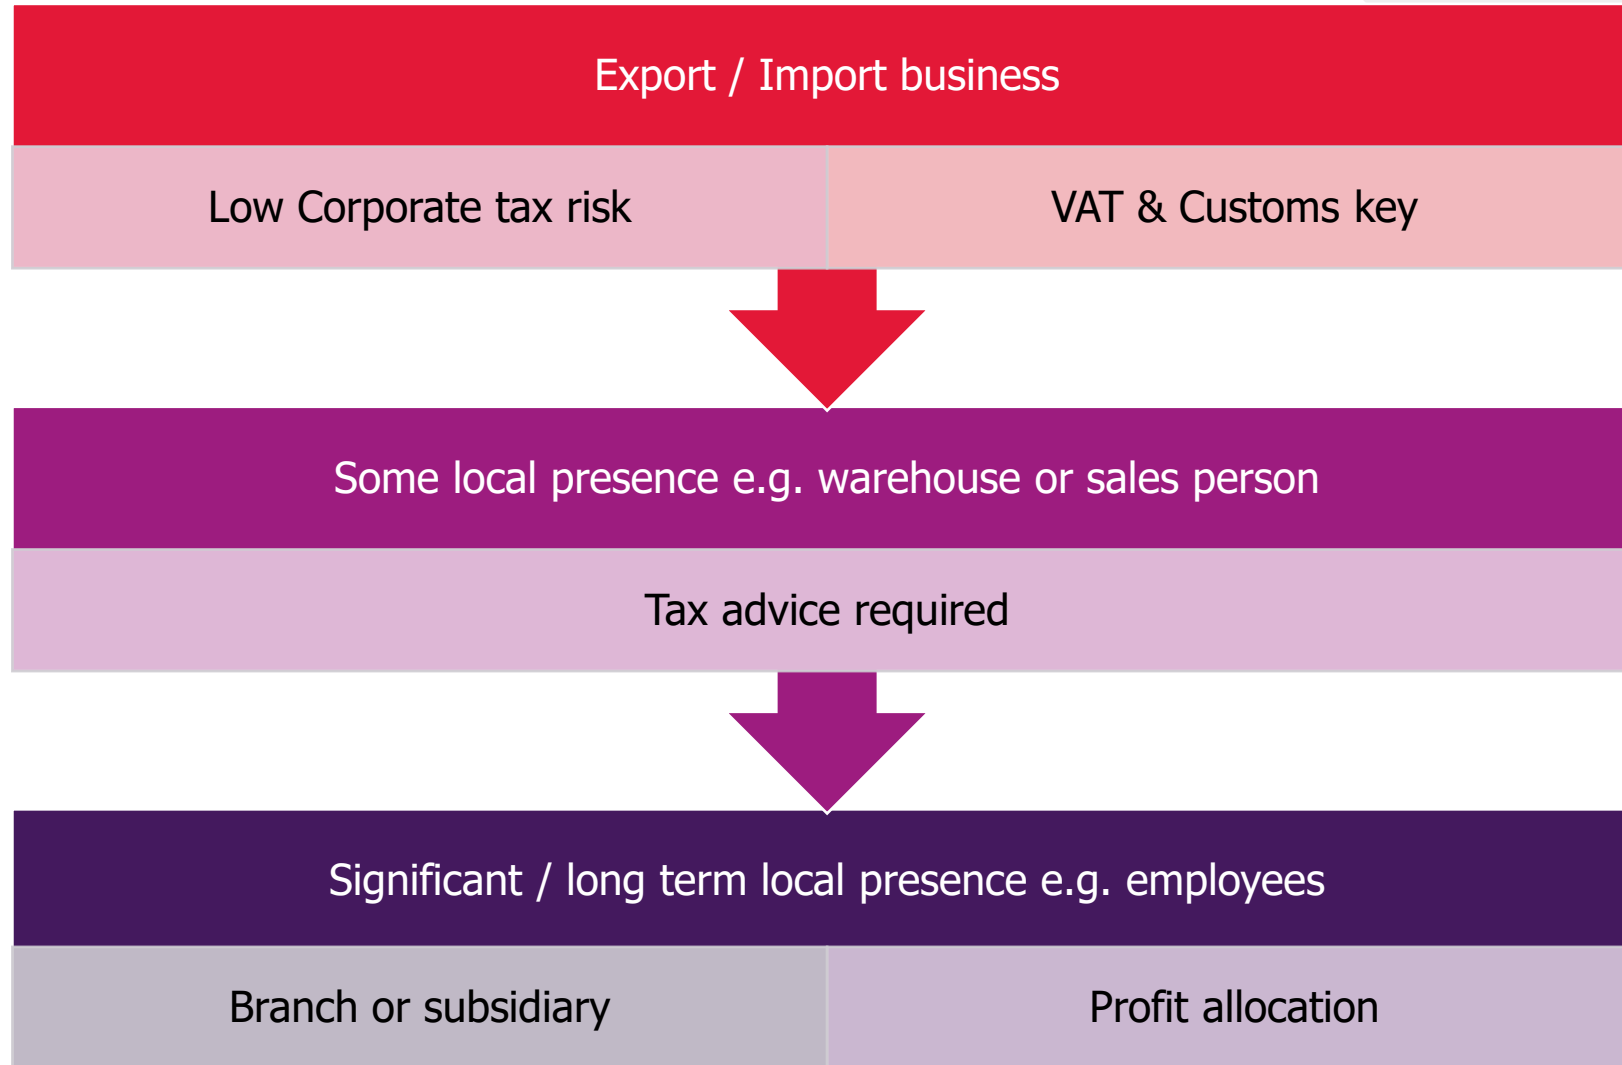 Export / Import business
Low Corporate tax risk
VAT & Customs key
Some local presence e.g. warehouse or sales person
Tax advice required
Significant / long term local presence e.g. employees
Branch or subsidiary
Profit allocation